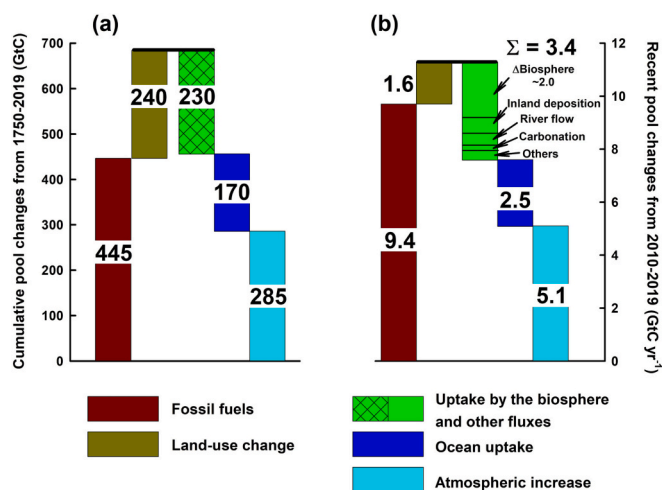 (a)
(b)
Cumulative pool changes from 1750-2019 (GtC)
700
600
500
400
300
200
100
0
240
230
445
170
285
Σ = 3.4
1.6
ΔBiosphere
~2.0
Inland deposition
River flow
Carbonation
Others
9.4
2.5
5.1
12
10
8
6
4
2
0
Recent pool changes from 2010-2019 (GtC yr⁻¹)
Fossil fuels
Land-use change
Uptake by the biosphere
and other fluxes
Ocean uptake
Atmospheric increase